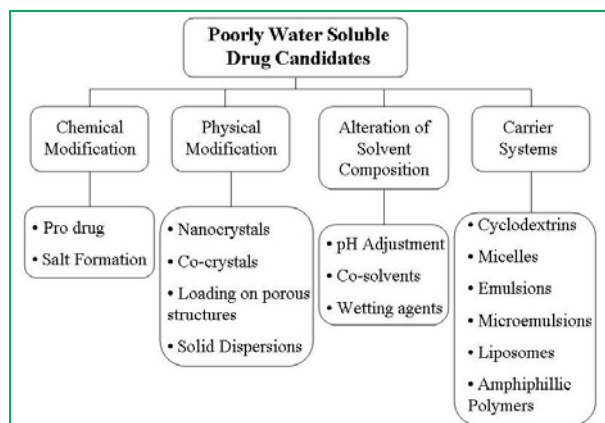 Poorly Water Soluble
Drug Candidates
Chemical
Modification
Physical
Modification
Alteration of
Solvent
Composition
Carrier
Systems
• Pro drug
• Salt Formation
• Nanocrystals
• Co-crystals
• Loading on porous
structures
• Solid Dispersions
• pH Adjustment
• Co-solvents
• Wetting agents
• Cyclodextrins
• Micelles
• Emulsions
• Microemulsions
• Liposomes
• Amphiphillic
Polymers